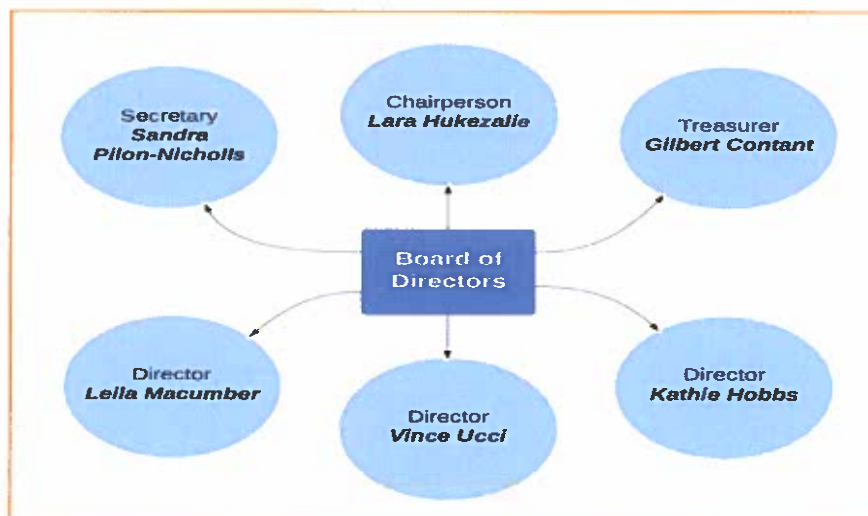 Secretary
Sandra
Pilon-Nicholls
Chairperson
Lara Hukezalie
Treasurer
Gilbert Contant
Board of
Directors
Director
Leila Macumber
Director
Vince Ucci
Director
Kathie Hobbs